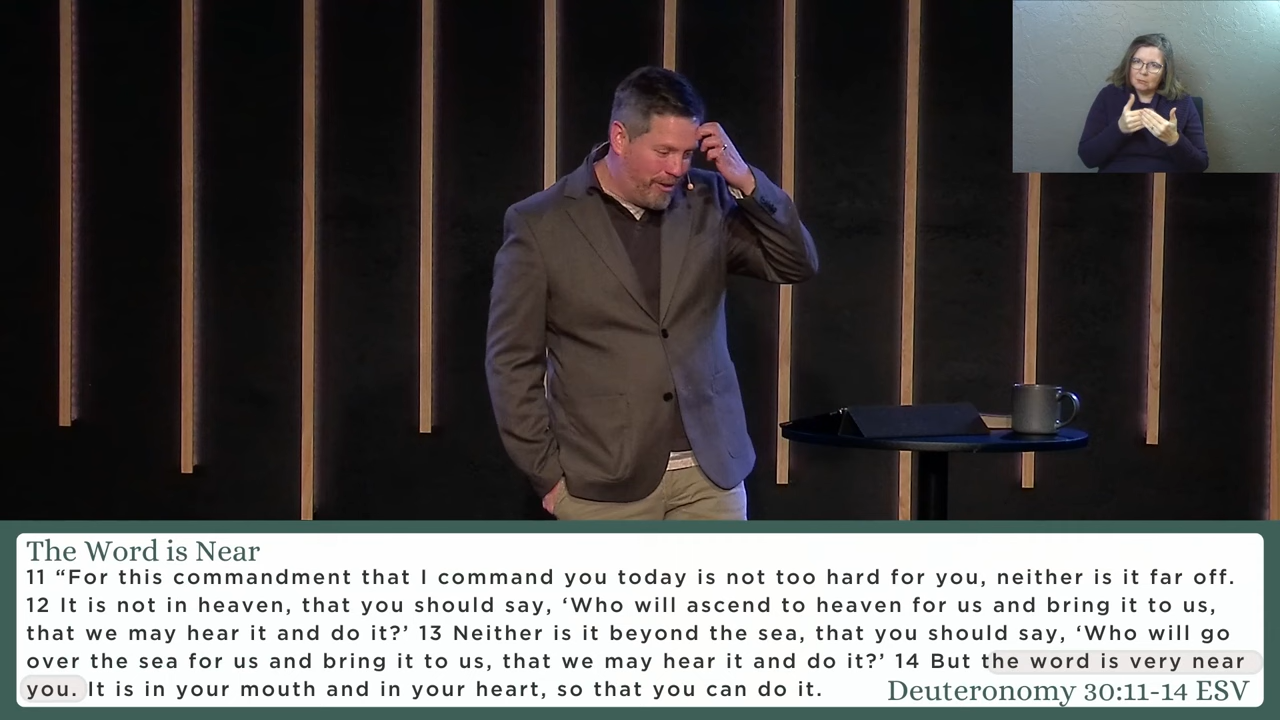 The Word is Near
11 “For this commandment that I command you today is not too hard for you, neither is it far off.
12 It is not in heaven, that you should say, ‘Who will ascend to heaven for us and bring it to us,
that we may hear it and do it?’ 13 Neither is it beyond the sea, that you should say, ‘Who will go
over the sea for us and bring it to us, that we may hear it and do it?’ 14 But the word is very near
you. It is in your mouth and in your heart, so that you can do it.
Deuteronomy 30:11-14 ESV